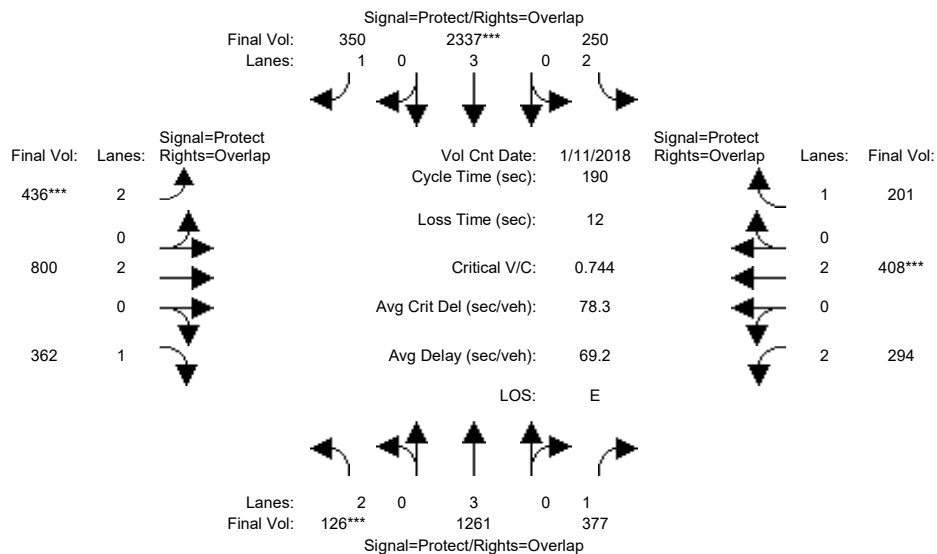 Signal=Protect/Rights=Overlap
Final Vol: 350 2337*** 250
Lanes: 1 0 3 0 2
Signal=Protect
Final Vol: Lanes: Rights=Overlap
Vol Cnt Date: 1/11/2018
Signal=Protect
Rights=Overlap Lanes: Final Vol:
Cycle Time (sec): 190
436*** 2
1 201
Loss Time (sec): 12
0
0
800 2
Critical V/C: 0.744
2 408***
0
Avg Crit Del (sec/veh): 78.3
0
362 1
Avg Delay (sec/veh): 69.2
2 294
LOS: E
Lanes: 2 0 3 0 1
Final Vol: 126*** 1261 377
Signal=Protect/Rights=Overlap